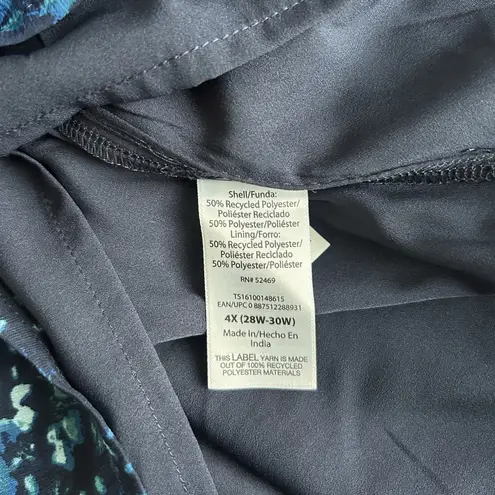 Shell/Funda:
50% Recycled Polyester/
Poliéster Reciclado
50% Polyester/Poliéster
Lining/Forro:
50% Recycled Polyester/
Poliéster Reciclado
50% Polyester/Poliéster
RN# 52469
TS16100148615
EAN/UPC 0 887512288931
4X (28W-30W)
Made in/Hecho En
India
THIS LABEL YARN IS MADE
OUT OF 100% RECYCLED
POLYESTER MATERIALS